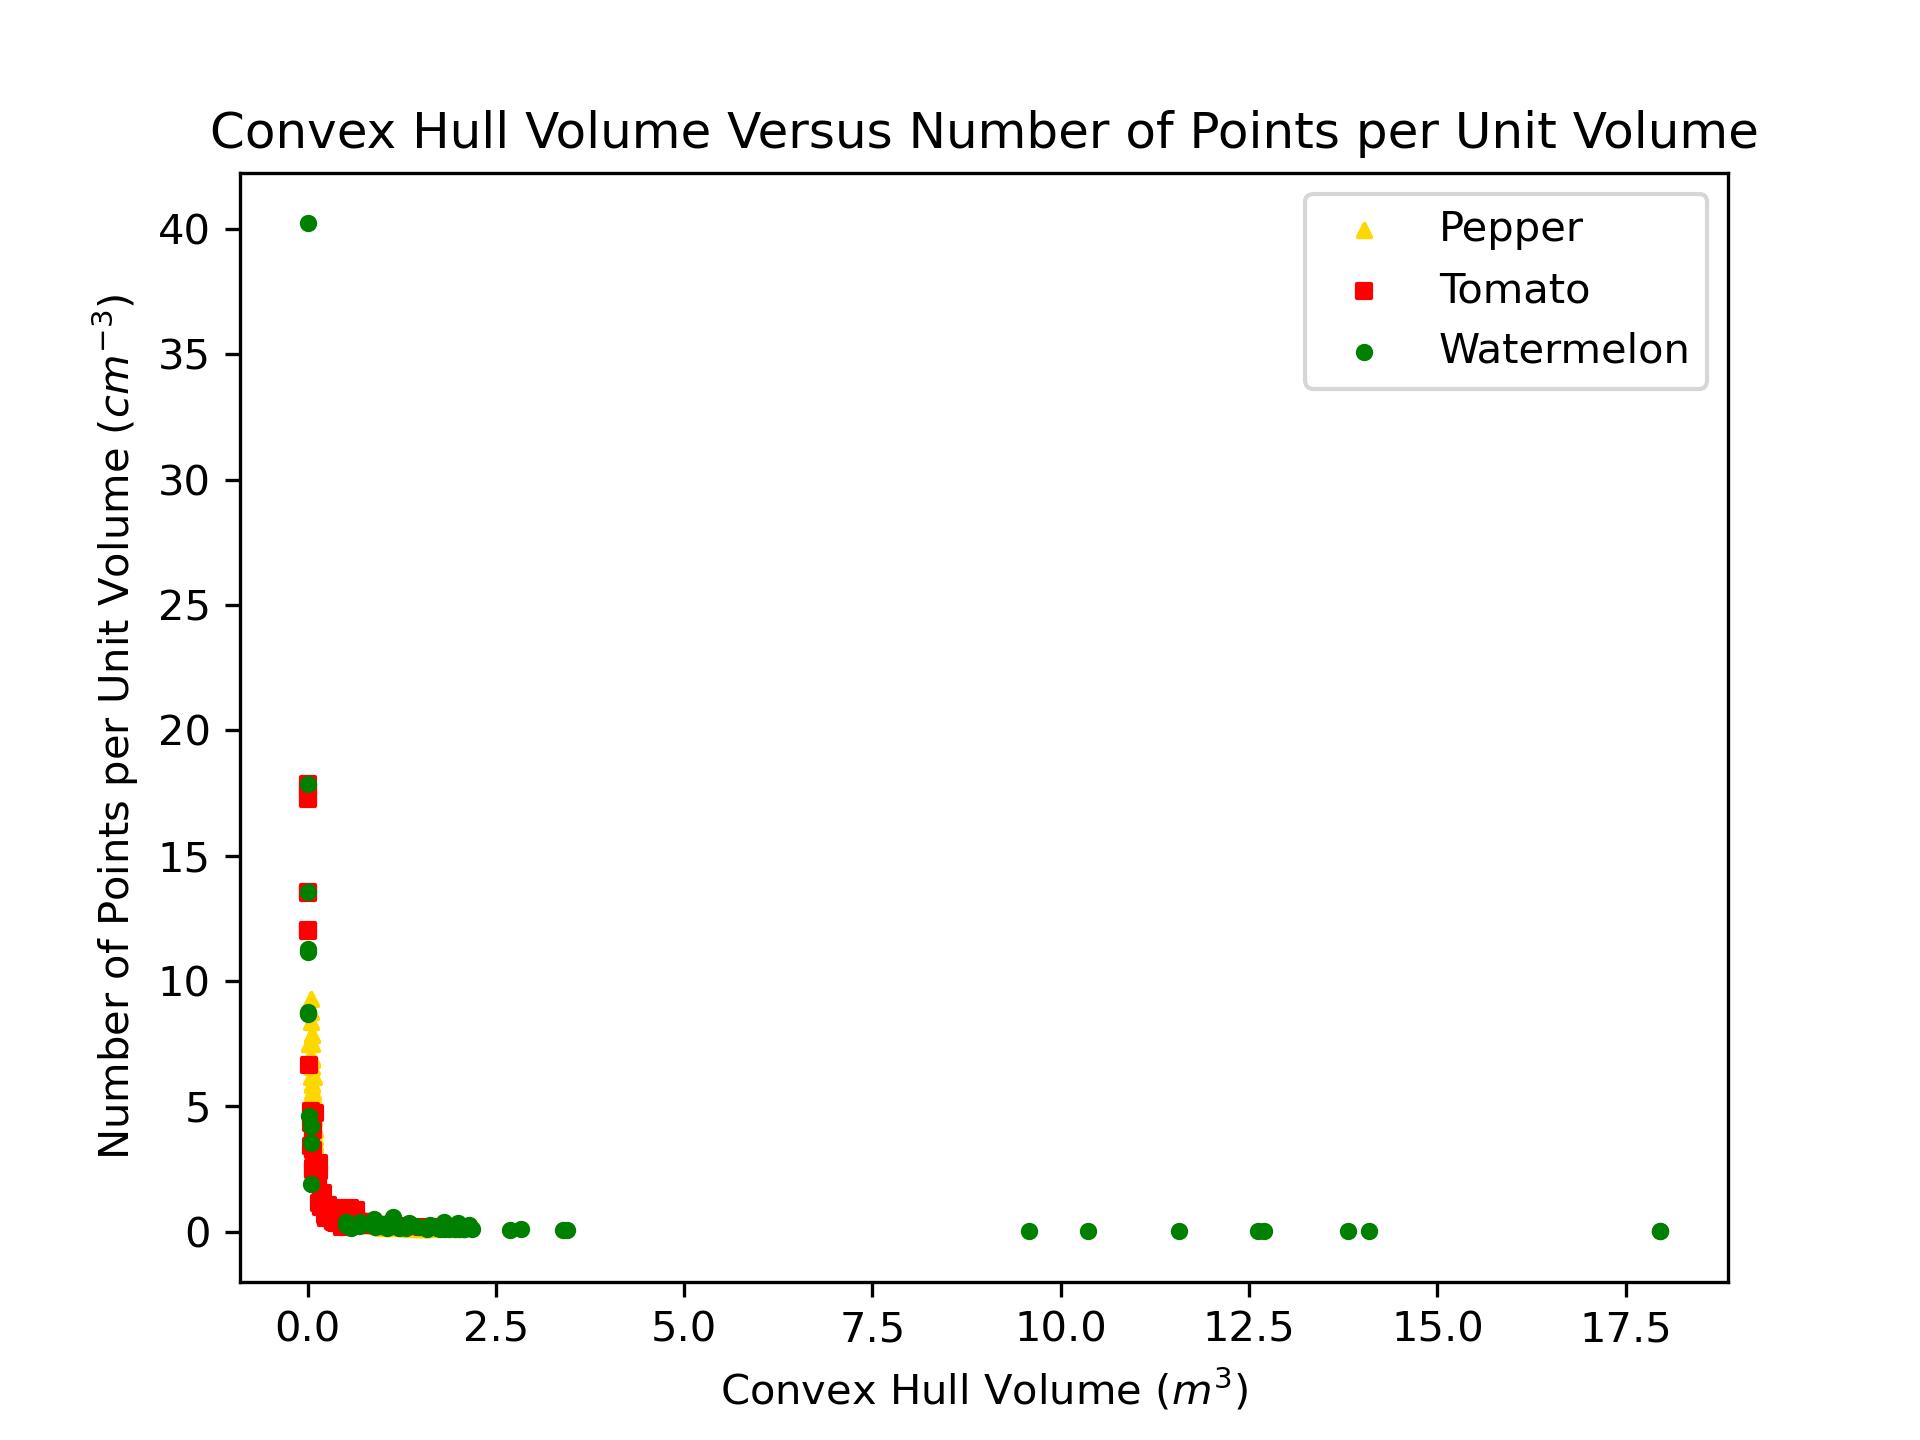 Convex Hull Volume Versus Number of Points per Unit Volume
Number of Points per Unit Volume (cm⁻³)
40
35
30
25
20
15
10
5
0
Pepper
Tomato
Watermelon
0.0 2.5 5.0 7.5 10.0 12.5 15.0 17.5
Convex Hull Volume (m³)